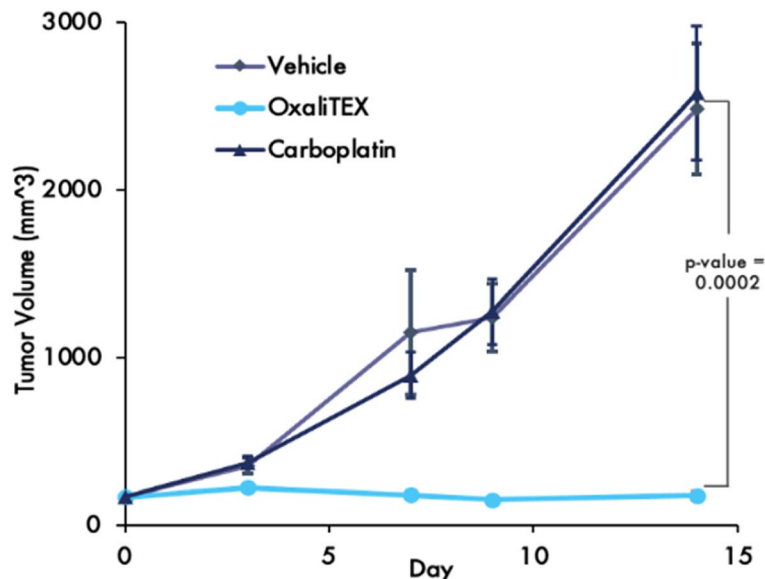 3000
Vehicle
OxaliTEX
Carboplatin
2000
Tumor Volume (mm^3)
p-value =
0.0002
1000
0
0
5
10
15
Day